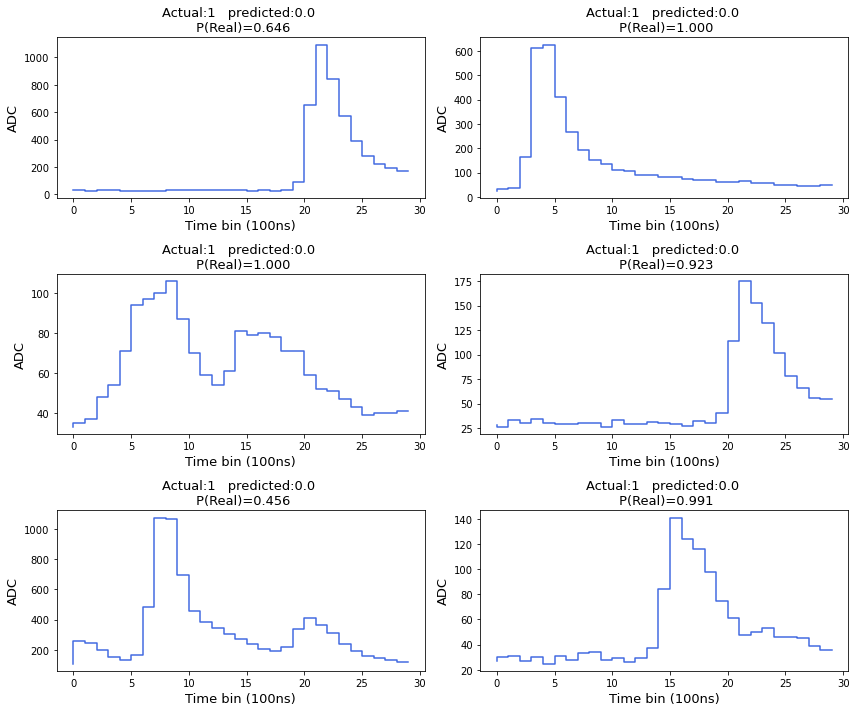 Actual:1 predicted:0.0
P(Real)=0.646
ADC
1000
800
600
400
200
0
0 5 10 15 20 25 30
Time bin (100ns)
Actual:1 predicted:0.0
P(Real)=1.000
ADC
600
500
400
300
200
100
0
0 5 10 15 20 25 30
Time bin (100ns)
Actual:1 predicted:0.0
P(Real)=1.000
ADC
100
80
60
40
0 5 10 15 20 25 30
Time bin (100ns)
Actual:1 predicted:0.0
P(Real)=0.923
ADC
175
150
125
100
75
50
25
0 5 10 15 20 25 30
Time bin (100ns)
Actual:1 predicted:0.0
P(Real)=0.456
ADC
1000
800
600
400
200
0 5 10 15 20 25 30
Time bin (100ns)
Actual:1 predicted:0.0
P(Real)=0.991
ADC
140
120
100
80
60
40
20
0 5 10 15 20 25 30
Time bin (100ns)